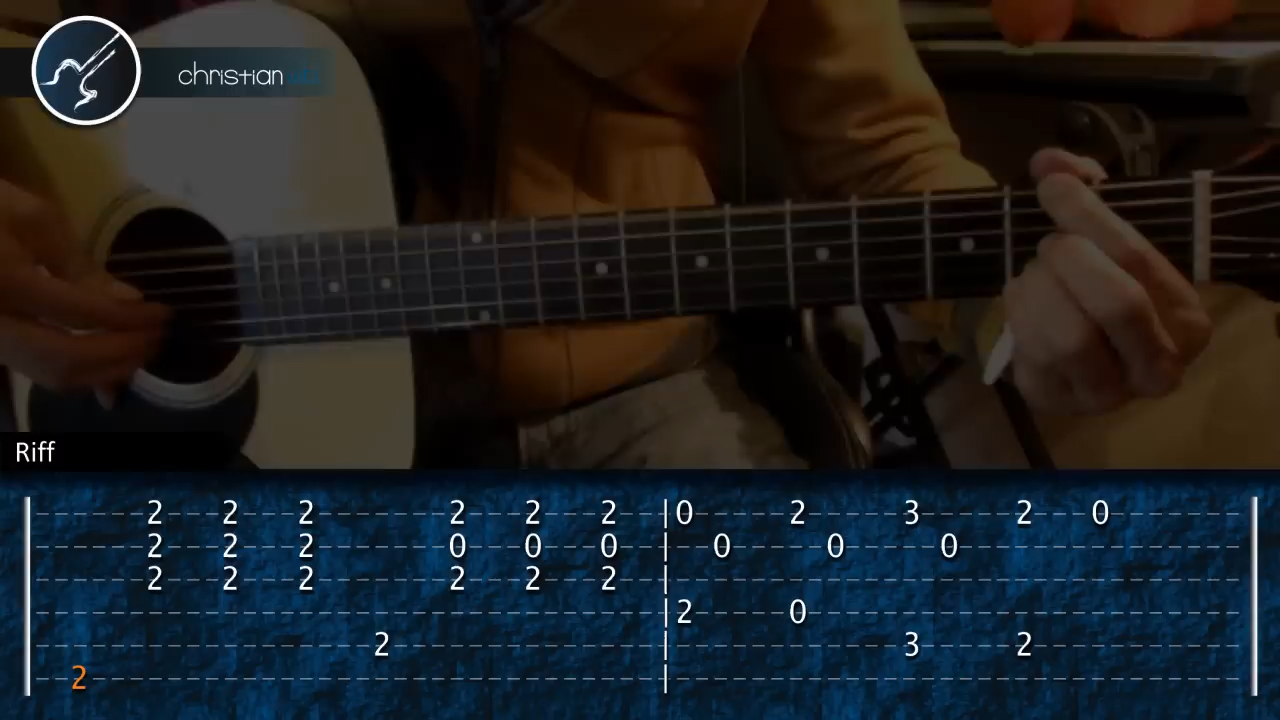 christianvib
Riff
2 2 2 2 2 2 | 0 2 3 2 0
2 2 2 0 0 0 | 0 0 0
2 2 2 2 2 2 |
| 2 0
2 | 3 2
2 |